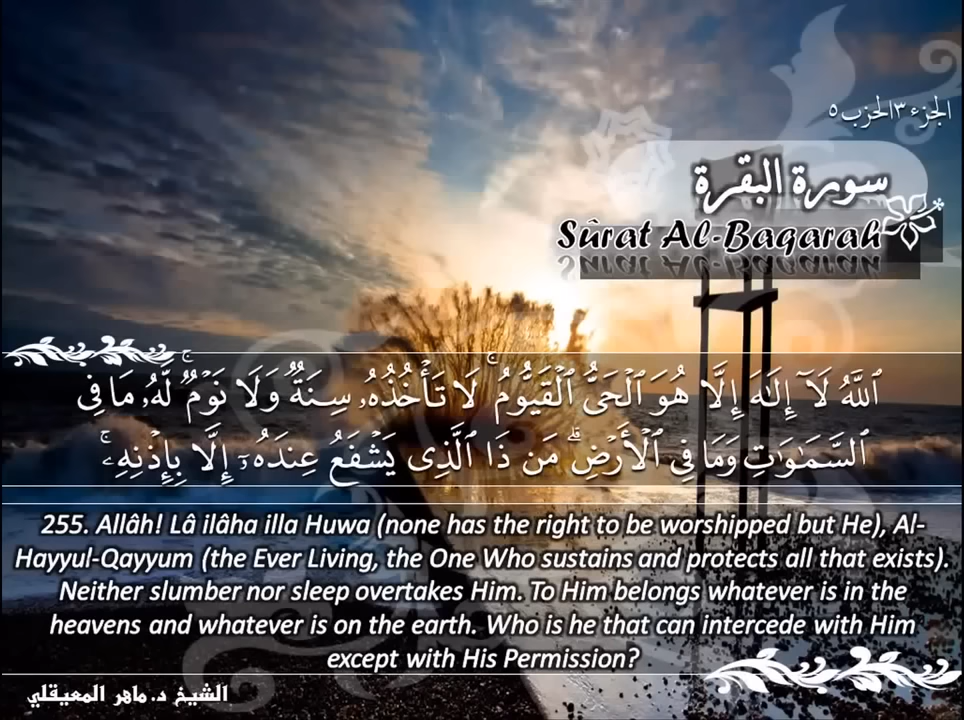 الجزء ٣ الحزب ٥
سورة البقرة
Sûrat Al-Baqarah
ٱللَّهُ لَآ إِلَـٰهَ إِلَّا هُوَ ٱلْحَىُّ ٱلْقَيُّومُ ۚ لَا تَأْخُذُهُۥ سِنَةٌ وَلَا نَوْمٌ ۚ لَّهُۥ مَا فِى
ٱلسَّمَـٰوَٰتِ وَمَا فِى ٱلْأَرْضِ ۗ مَن ذَا ٱلَّذِى يَشْفَعُ عِندَهُۥٓ إِلَّا بِإِذْنِهِۦ ۚ
255. Allâh! Lâ ilâha illa Huwa (none has the right to be worshipped but He), Al-
Hayyul-Qayyum (the Ever Living, the One Who sustains and protects all that exists).
Neither slumber nor sleep overtakes Him. To Him belongs whatever is in the
heavens and whatever is on the earth. Who is he that can intercede with Him
except with His Permission?
الشيخ د. ماهر المعيقلي